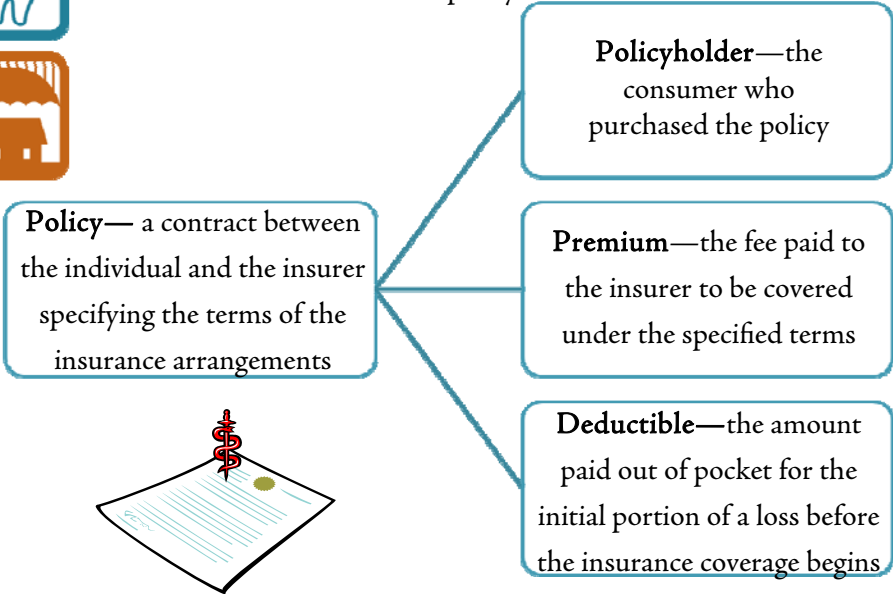 Policyholder—the
consumer who
purchased the policy
Policy— a contract between
the individual and the insurer
specifying the terms of the
insurance arrangements
Premium—the fee paid to
the insurer to be covered
under the specified terms
Deductible—the amount
paid out of pocket for the
initial portion of a loss before
the insurance coverage begins